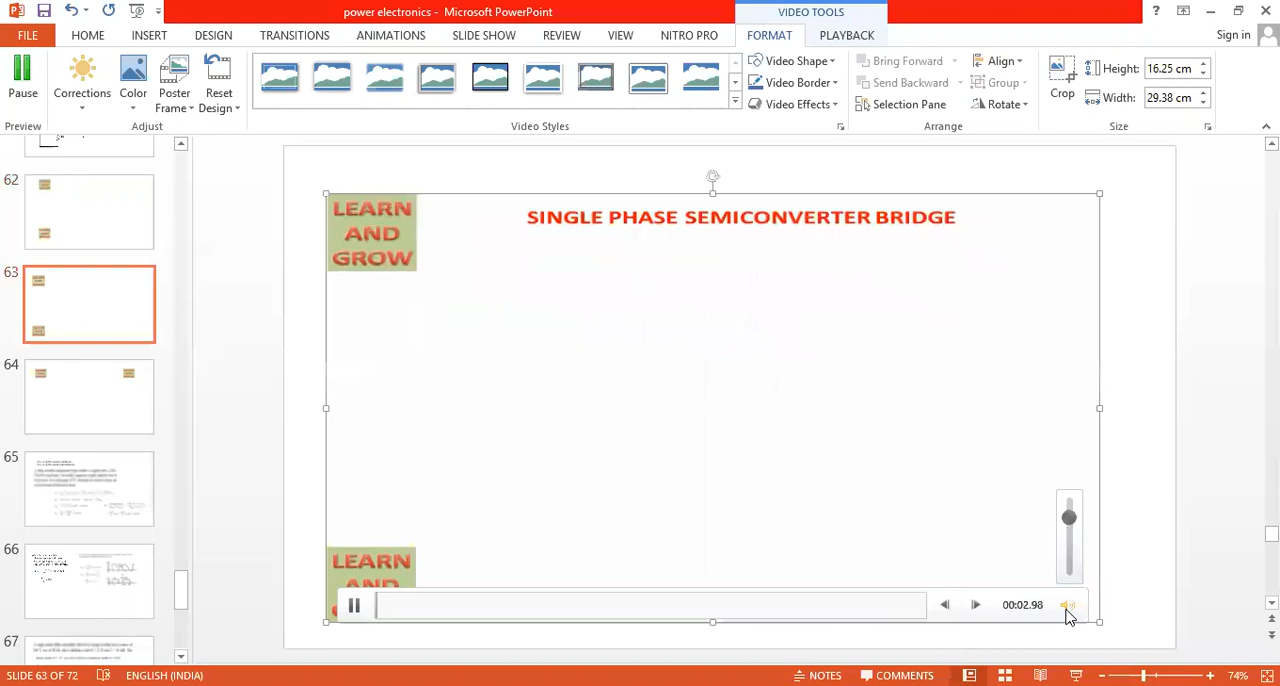 power electronics - Microsoft PowerPoint
VIDEO TOOLS
?
FILE HOME INSERT DESIGN TRANSITIONS ANIMATIONS SLIDE SHOW REVIEW VIEW NITRO PRO FORMAT PLAYBACK Sign in
Pause
Corrections
Color
Poster Frame
Reset Design
Video Shape
Video Border
Video Effects
Bring Forward
Send Backward
Selection Pane
Align
Group
Rotate
Crop
Height: 16.25 cm
Width: 29.38 cm
Preview Adjust Video Styles Arrange Size
62
63
64
65
66
67
LEARN
AND
GROW
SINGLE PHASE SEMICONVERTER BRIDGE
LEARN
AND
00:02.98
SLIDE 63 OF 72 ENGLISH (INDIA) NOTES COMMENTS 74%